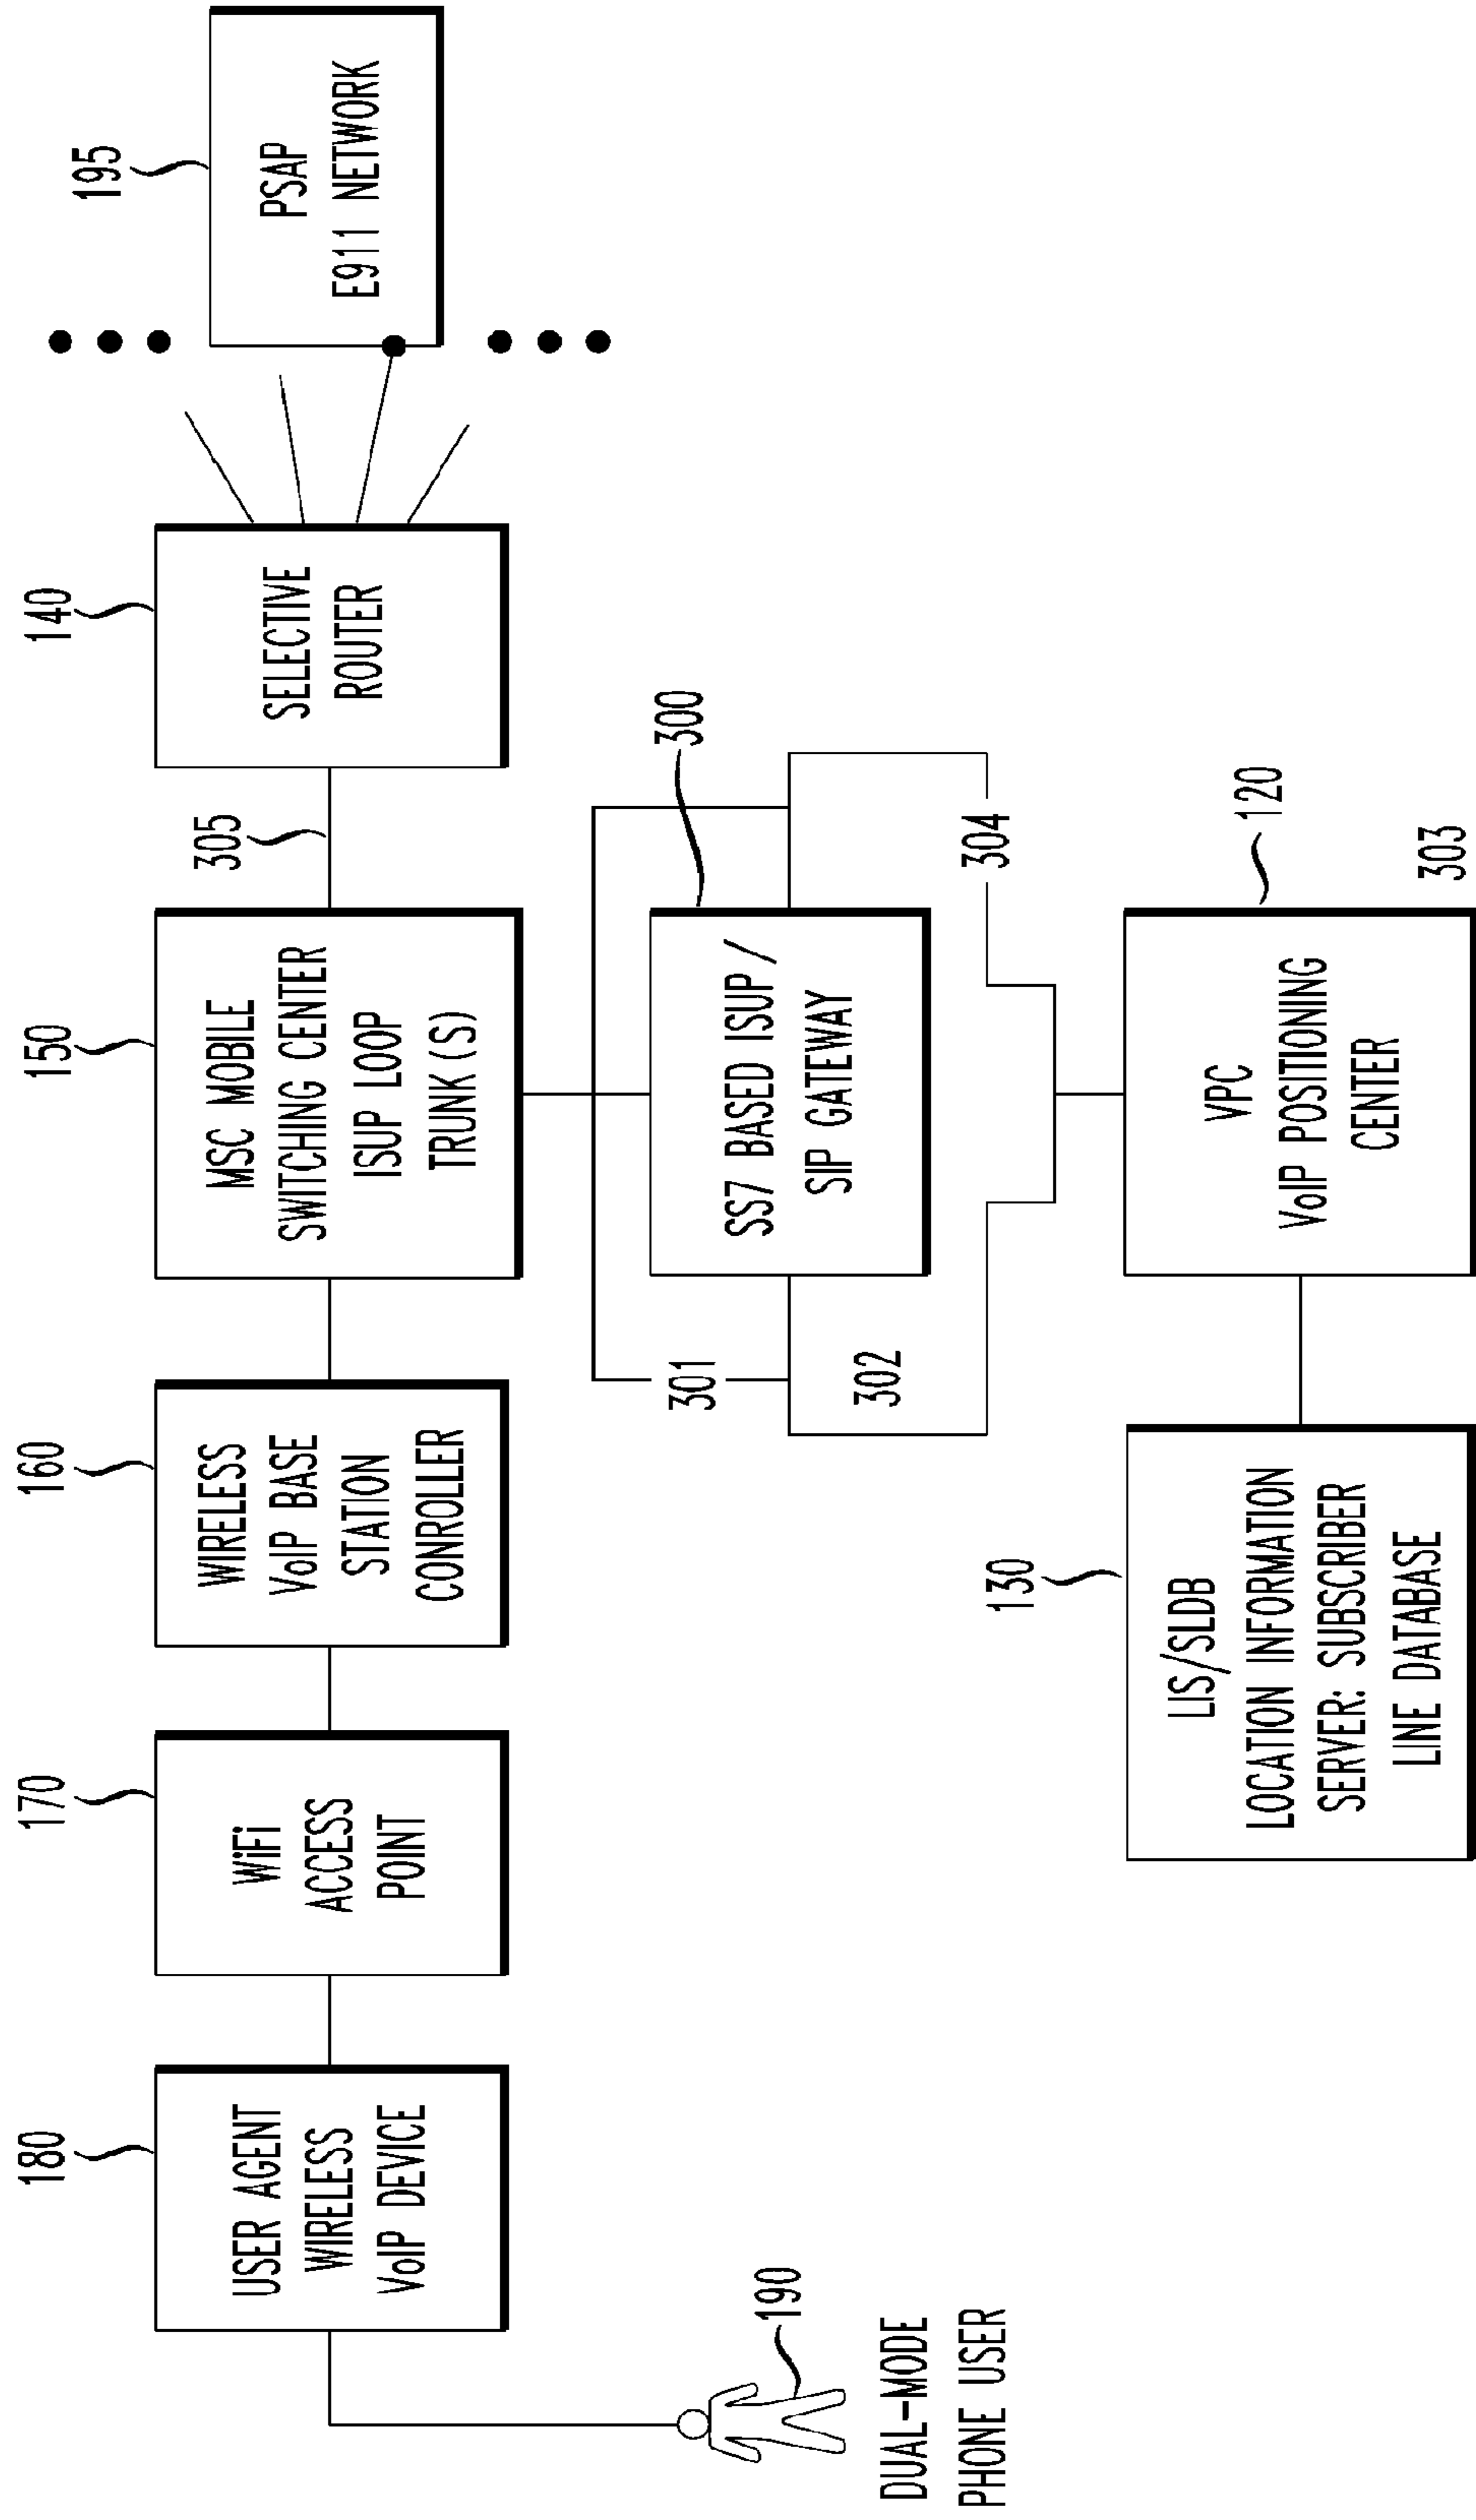 180
USER AGENT
WIRELESS
VoIP DEVICE
170
WiFi
ACCESS
POINT
160
WIRELESS
VoIP BASE
STATION
CONROLLER
150
MSC MOBILE
SWITCHING CENTER
ISUP LOOP
TRUNK(S)
305
140
SELECTIVE
ROUTER
195
PSAP
E911 NETWORK
190
DUAL-MODE
PHONE USER
301
302
300
SS7 BASED ISUP/
SIP GATEWAY
304
130
LIS/SLDB
LOCATION INFORMATION
SERVER: SUBSCRIBER
LINE DATABASE
120
VPC
VoIP POSITIONING
CENTER
303